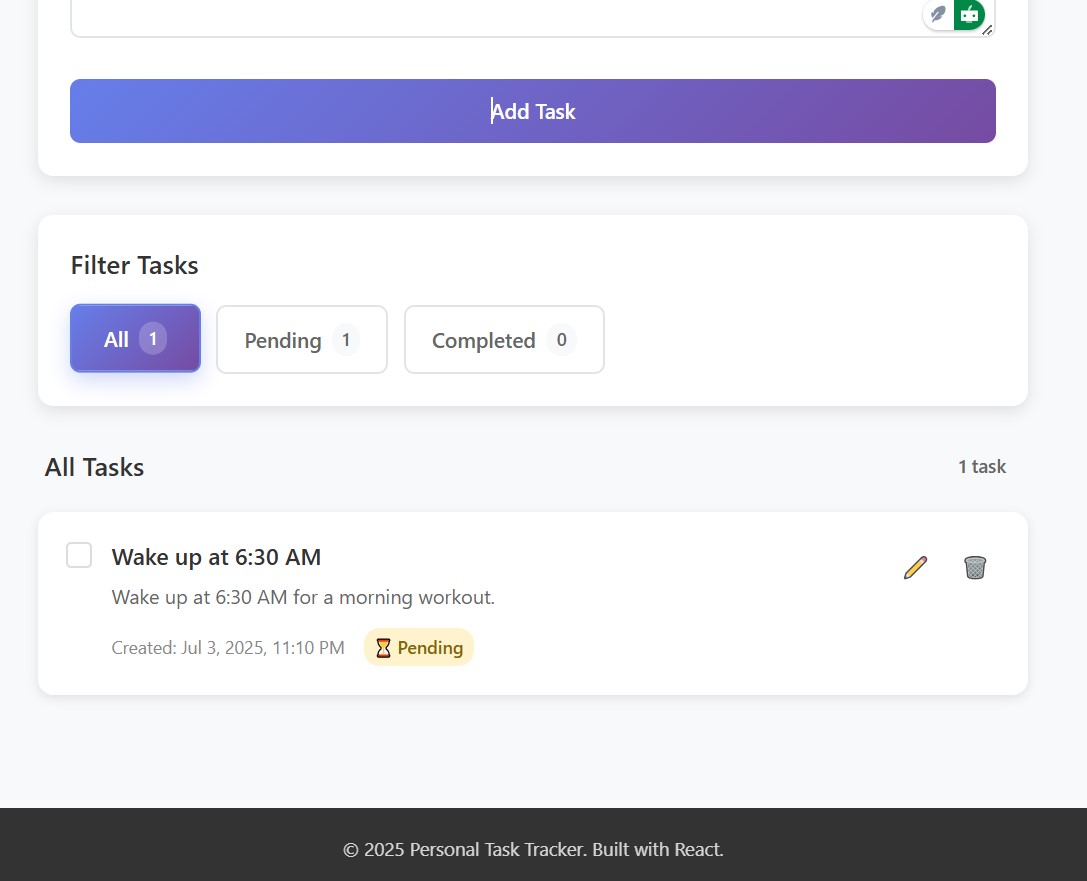 Add Task
Filter Tasks
All 1 Pending 1 Completed 0
All Tasks 1 task
Wake up at 6:30 AM
Wake up at 6:30 AM for a morning workout.
Created: Jul 3, 2025, 11:10 PM ⏳ Pending
© 2025 Personal Task Tracker. Built with React.